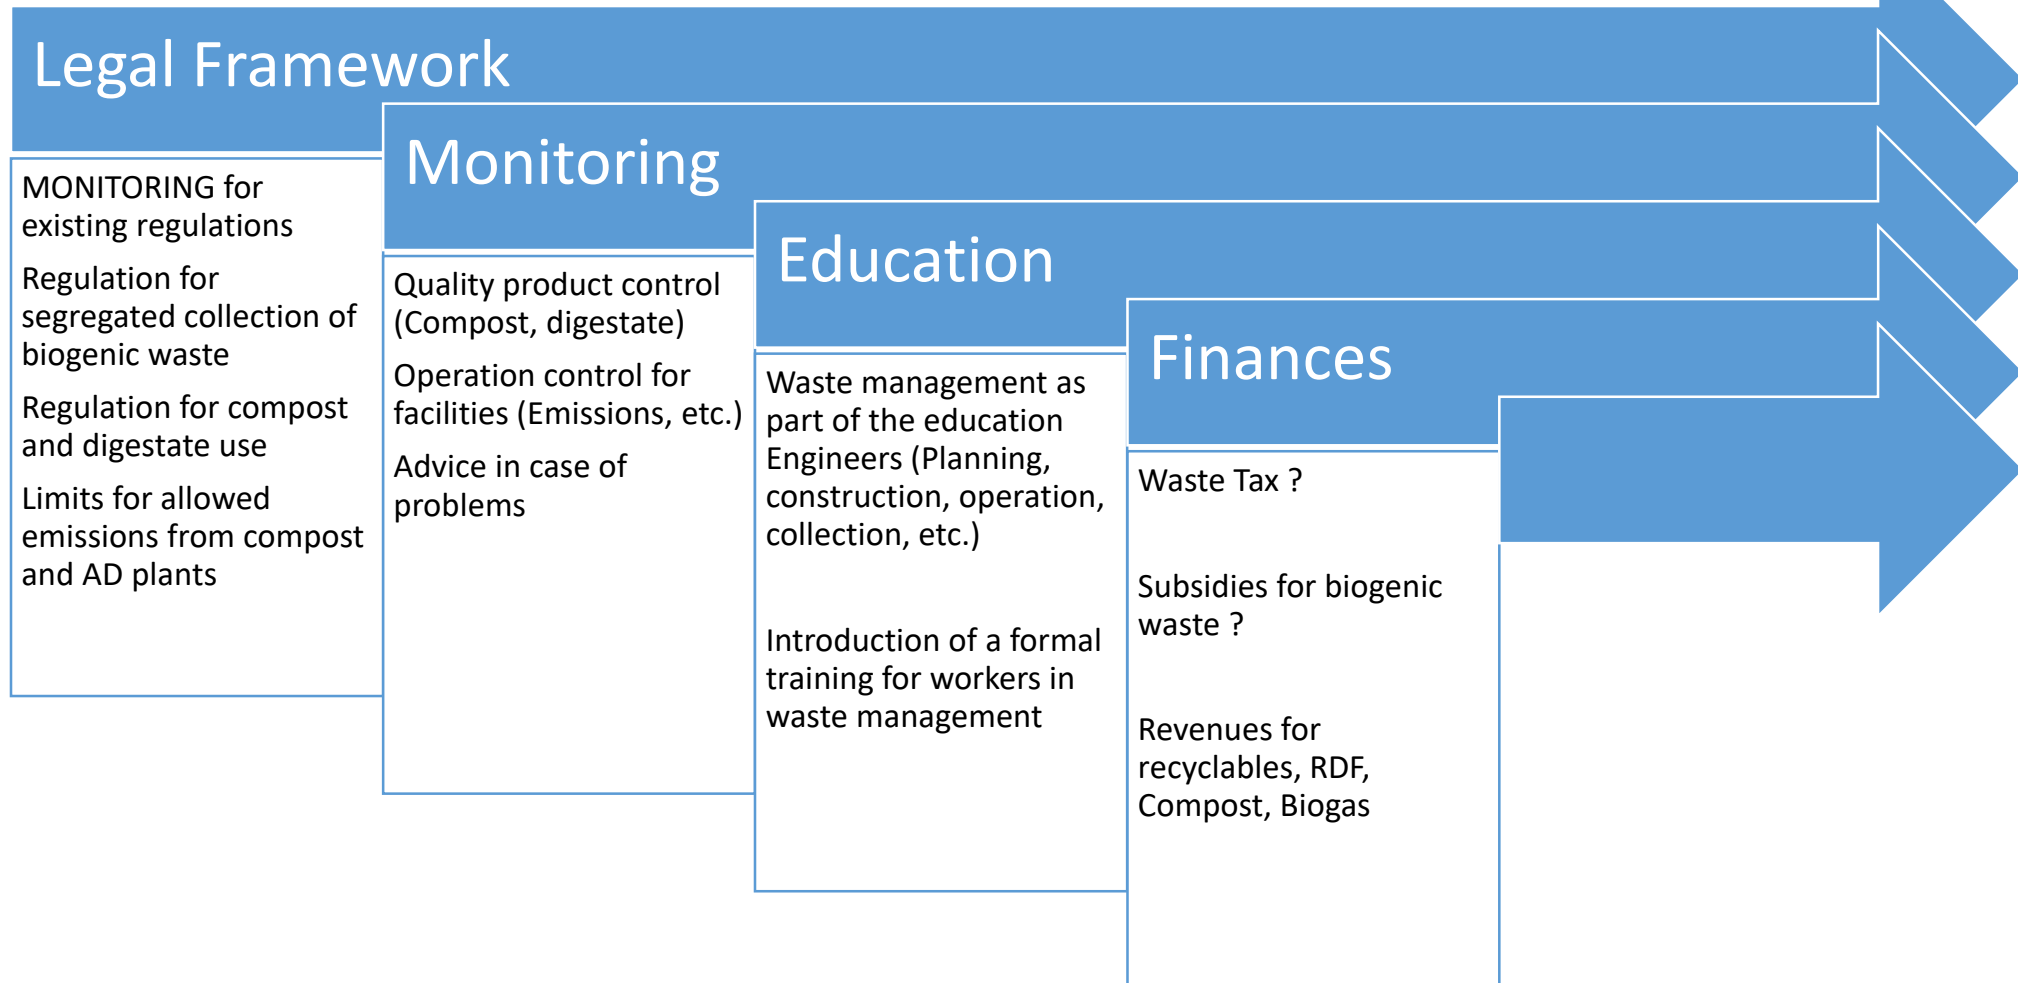 Legal Framework
MONITORING for
existing regulations
Regulation for
segregated collection of
biogenic waste
Regulation for compost
and digestate use
Limits for allowed
emissions from compost
and AD plants
Monitoring
Quality product control
(Compost, digestate)
Operation control for
facilities (Emissions, etc.)
Advice in case of
problems
Education
Waste management as
part of the education
Engineers (Planning,
construction, operation,
collection, etc.)
Introduction of a formal
training for workers in
waste management
Finances
Waste Tax ?
Subsidies for biogenic
waste ?
Revenues for
recyclables, RDF,
Compost, Biogas